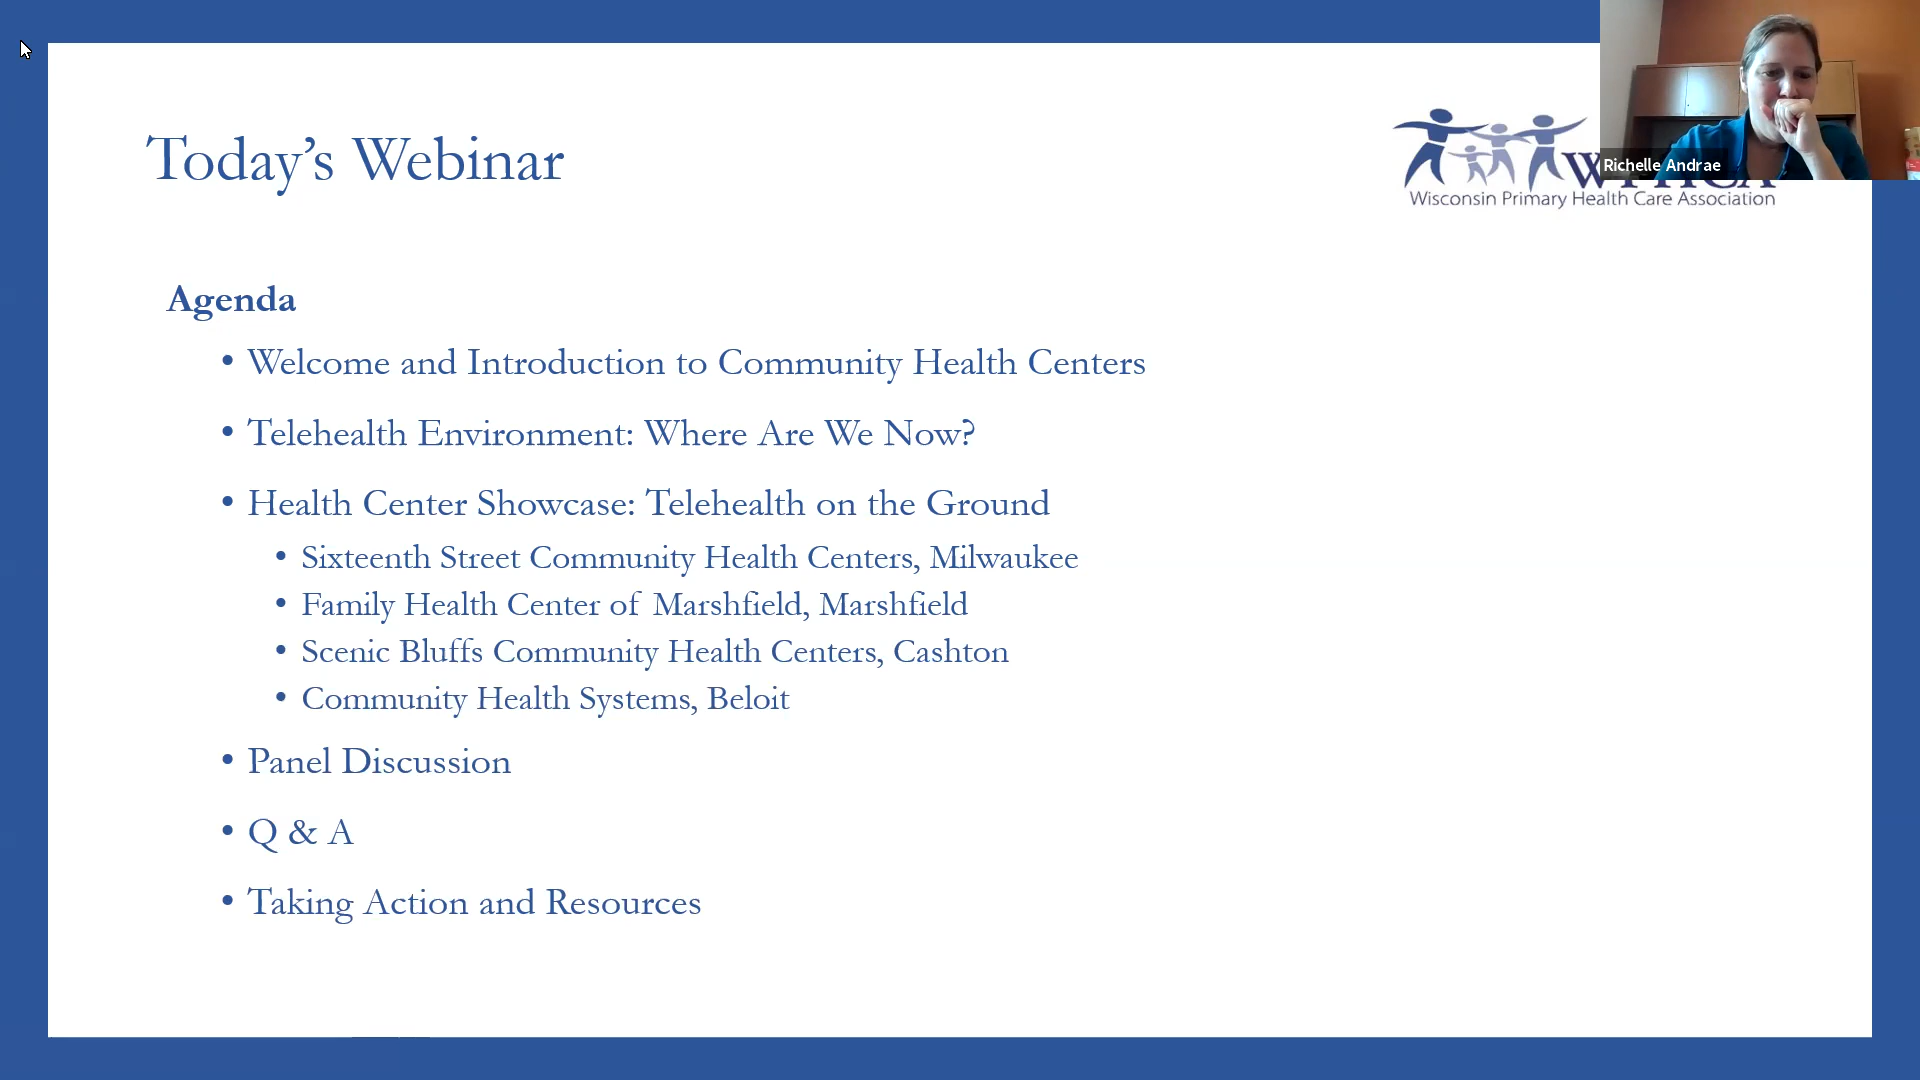 Today’s Webinar
Richelle Andrae
Wisconsin Primary Health Care Association
Agenda
• Welcome and Introduction to Community Health Centers
• Telehealth Environment: Where Are We Now?
• Health Center Showcase: Telehealth on the Ground
• Sixteenth Street Community Health Centers, Milwaukee
• Family Health Center of Marshfield, Marshfield
• Scenic Bluffs Community Health Centers, Cashton
• Community Health Systems, Beloit
• Panel Discussion
• Q & A
• Taking Action and Resources